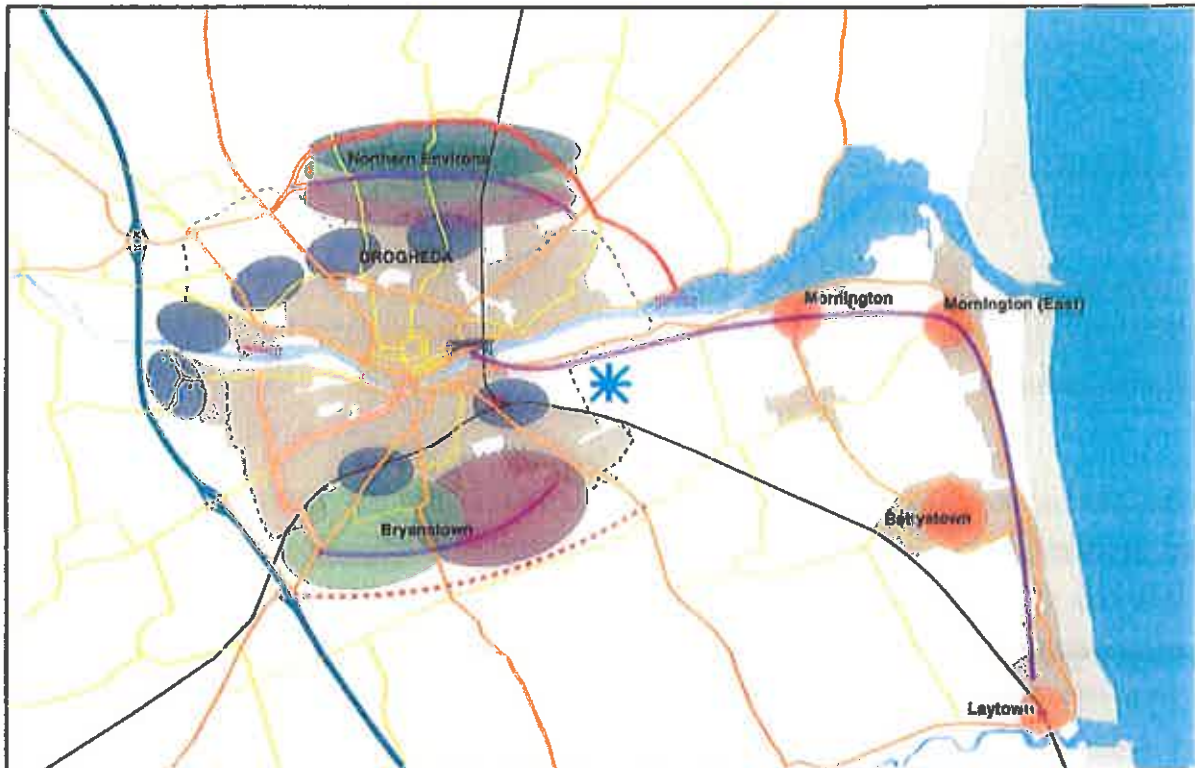 Northern Environs
DROGHEDA
Mornington
Mornington (East)
Bettystown
Bryanstown
Laytown